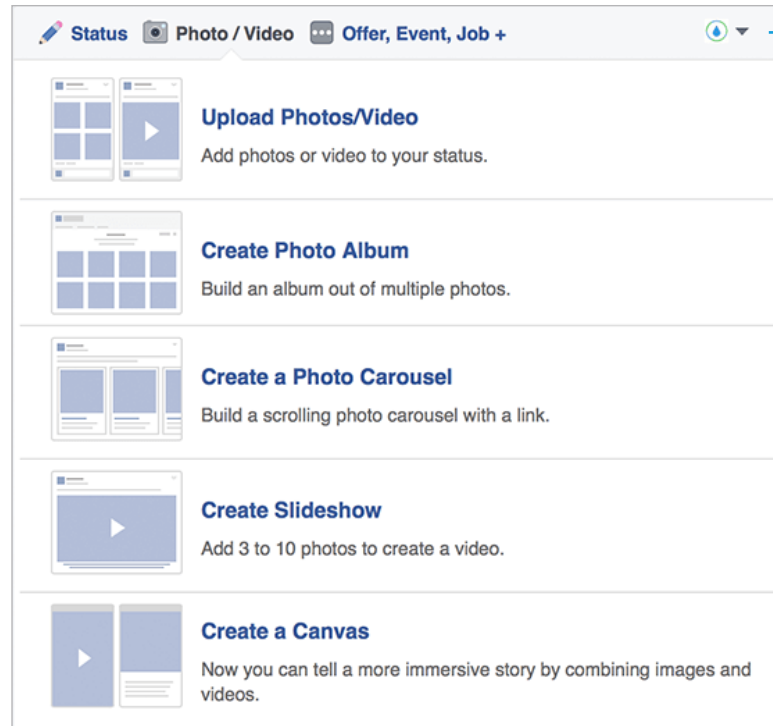 Status Photo / Video Offer, Event, Job +
Upload Photos/Video
Add photos or video to your status.
Create Photo Album
Build an album out of multiple photos.
Create a Photo Carousel
Build a scrolling photo carousel with a link.
Create Slideshow
Add 3 to 10 photos to create a video.
Create a Canvas
Now you can tell a more immersive story by combining images and
videos.